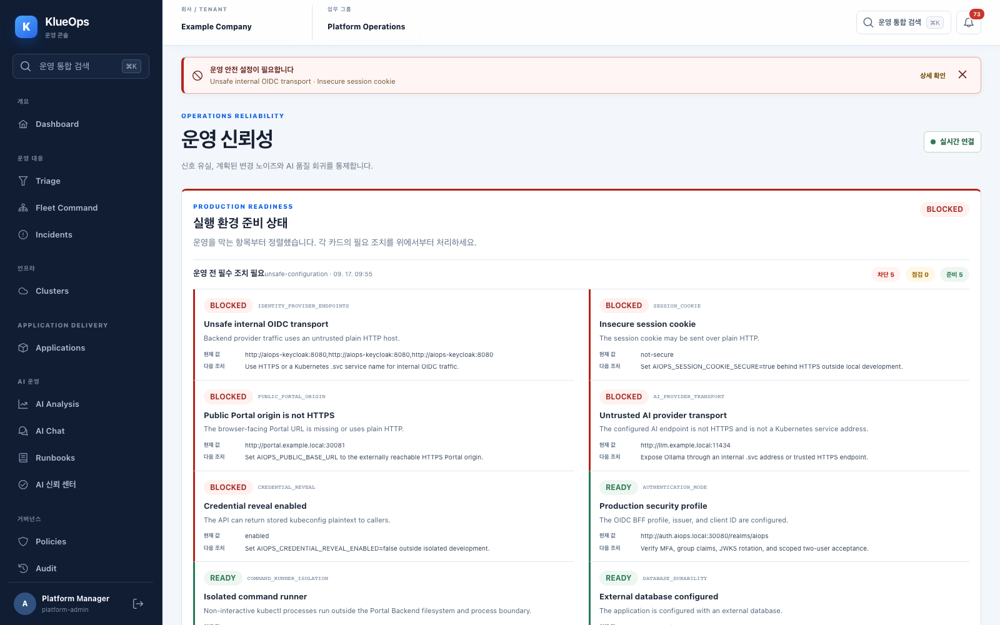 K
KlueOps
운영 콘솔
운영 통합 검색 ⌘K
개요
Dashboard
운영 대응
Triage
Fleet Command
Incidents
인프라
Clusters
APPLICATION DELIVERY
Applications
AI 운영
AI Analysis
AI Chat
Runbooks
AI 신뢰 센터
거버넌스
Policies
Audit
A
Platform Manager
platform-admin
회사 / TENANT
Example Company
업무 그룹
Platform Operations
운영 통합 검색 ⌘K
73
운영 안전 설정이 필요합니다
Unsafe internal OIDC transport · Insecure session cookie
상세 확인
OPERATIONS RELIABILITY
운영 신뢰성
신호 유실, 계획된 변경 노이즈와 AI 품질 회귀를 통제합니다.
실시간 연결
PRODUCTION READINESS
실행 환경 준비 상태
운영을 막는 항목부터 정렬했습니다. 각 카드의 필요 조치를 위에서부터 처리하세요.
BLOCKED
운영 전 필수 조치 필요unsafe-configuration · 09. 17. 09:55
차단 5 점검 0 준비 5
BLOCKED IDENTITY_PROVIDER_ENDPOINTS
Unsafe internal OIDC transport
Backend provider traffic uses an untrusted plain HTTP host.
현재 값 http://aiops-keycloak:8080,http://aiops-keycloak:8080,http://aiops-keycloak:8080
다음 조치 Use HTTPS or a Kubernetes .svc service name for internal OIDC traffic.
BLOCKED SESSION_COOKIE
Insecure session cookie
The session cookie may be sent over plain HTTP.
현재 값 not-secure
다음 조치 Set AIOPS_SESSION_COOKIE_SECURE=true behind HTTPS outside local development.
BLOCKED PUBLIC_PORTAL_ORIGIN
Public Portal origin is not HTTPS
The browser-facing Portal URL is missing or uses plain HTTP.
현재 값 http://portal.example.local:30081
다음 조치 Set AIOPS_PUBLIC_BASE_URL to the externally reachable HTTPS Portal origin.
BLOCKED AI_PROVIDER_TRANSPORT
Untrusted AI provider transport
The configured AI endpoint is not HTTPS and is not a Kubernetes service address.
현재 값 http://llm.example.local:11434
다음 조치 Expose Ollama through an internal .svc address or trusted HTTPS endpoint.
BLOCKED CREDENTIAL_REVEAL
Credential reveal enabled
The API can return stored kubeconfig plaintext to callers.
현재 값 enabled
다음 조치 Set AIOPS_CREDENTIAL_REVEAL_ENABLED=false outside isolated development.
READY AUTHENTICATION_MODE
Production security profile
The OIDC BFF profile, issuer, and client ID are configured.
현재 값 http://auth.aiops.local:30080/realms/aiops
다음 조치 Verify MFA, group claims, JWKS rotation, and scoped two-user acceptance.
READY COMMAND_RUNNER_ISOLATION
Isolated command runner
Non-interactive kubectl processes run outside the Portal Backend filesystem and process boundary.
READY DATABASE_DURABILITY
External database configured
The application is configured with an external database.